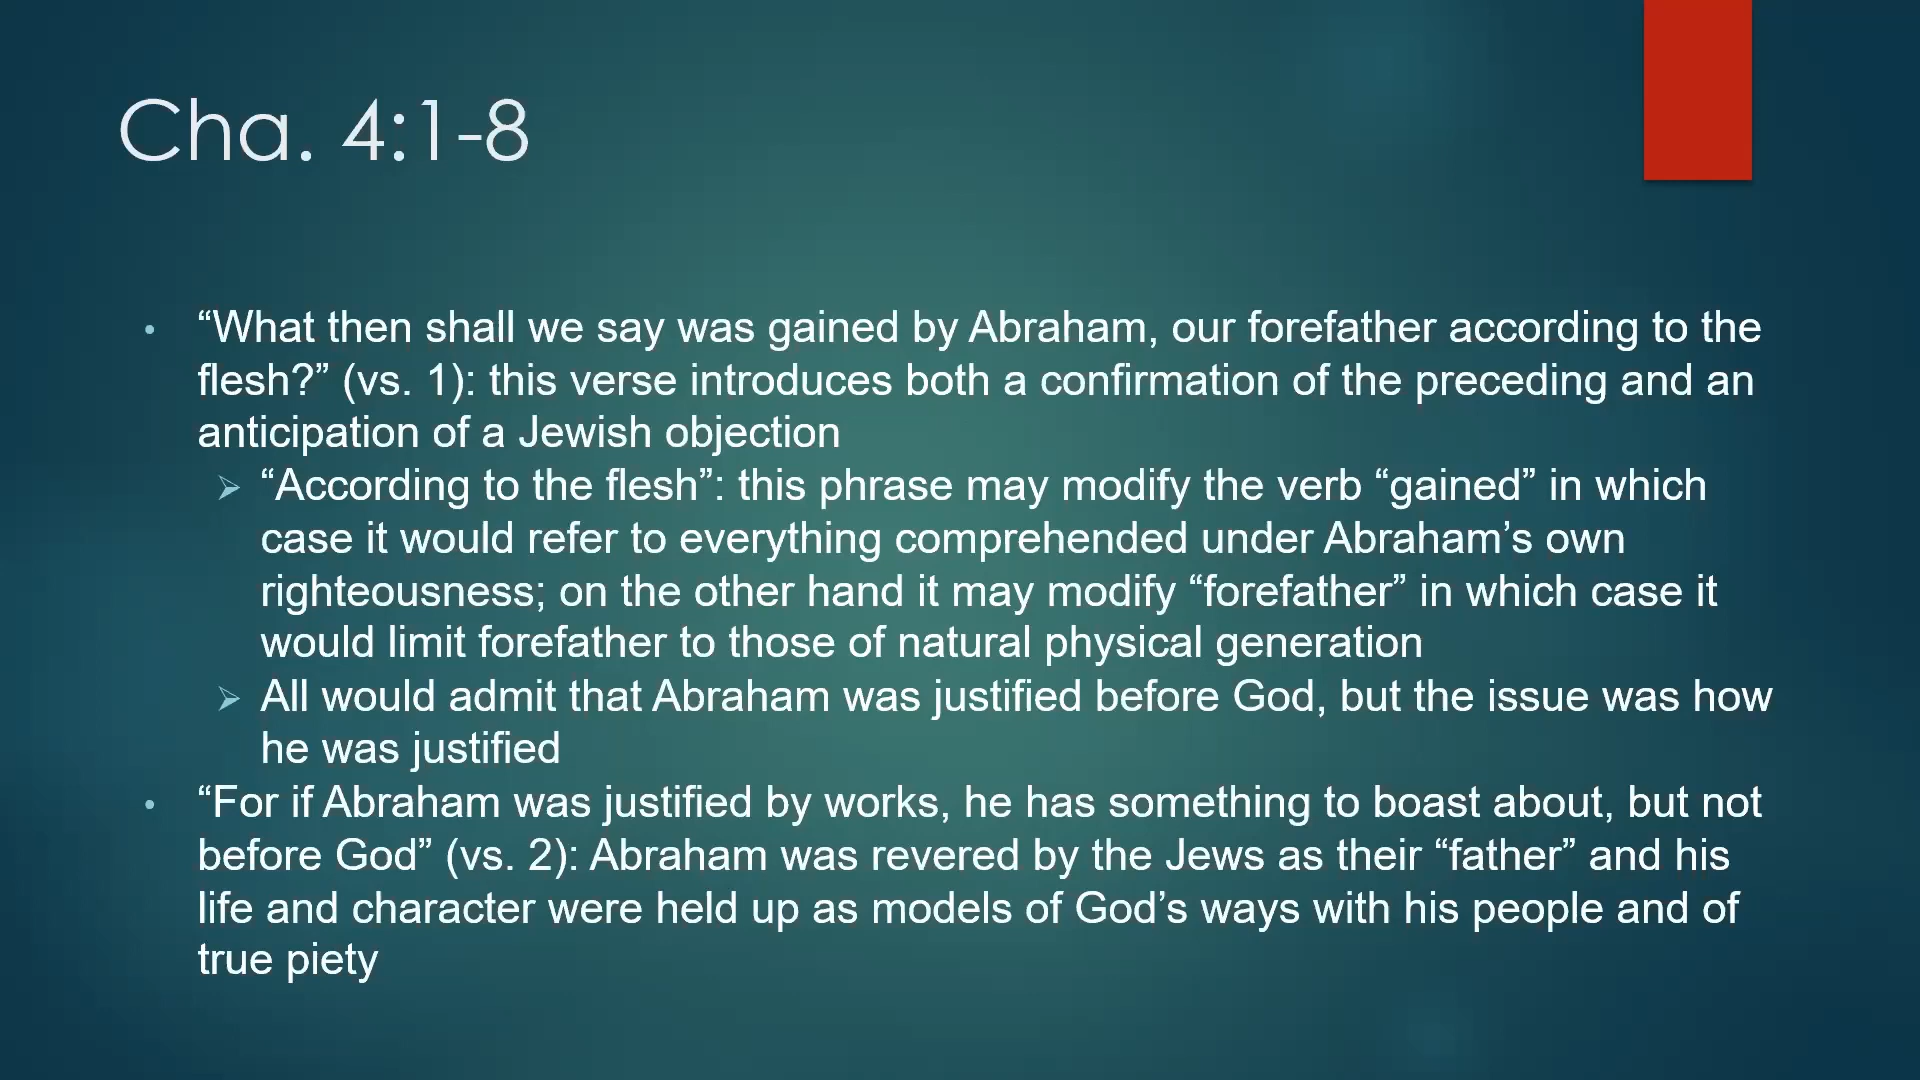 Cha. 4:1-8
• “What then shall we say was gained by Abraham, our forefather according to the
flesh?” (vs. 1): this verse introduces both a confirmation of the preceding and an
anticipation of a Jewish objection
➢ “According to the flesh”: this phrase may modify the verb “gained” in which
case it would refer to everything comprehended under Abraham’s own
righteousness; on the other hand it may modify “forefather” in which case it
would limit forefather to those of natural physical generation
➢ All would admit that Abraham was justified before God, but the issue was how
he was justified
• “For if Abraham was justified by works, he has something to boast about, but not
before God” (vs. 2): Abraham was revered by the Jews as their “father” and his
life and character were held up as models of God’s ways with his people and of
true piety